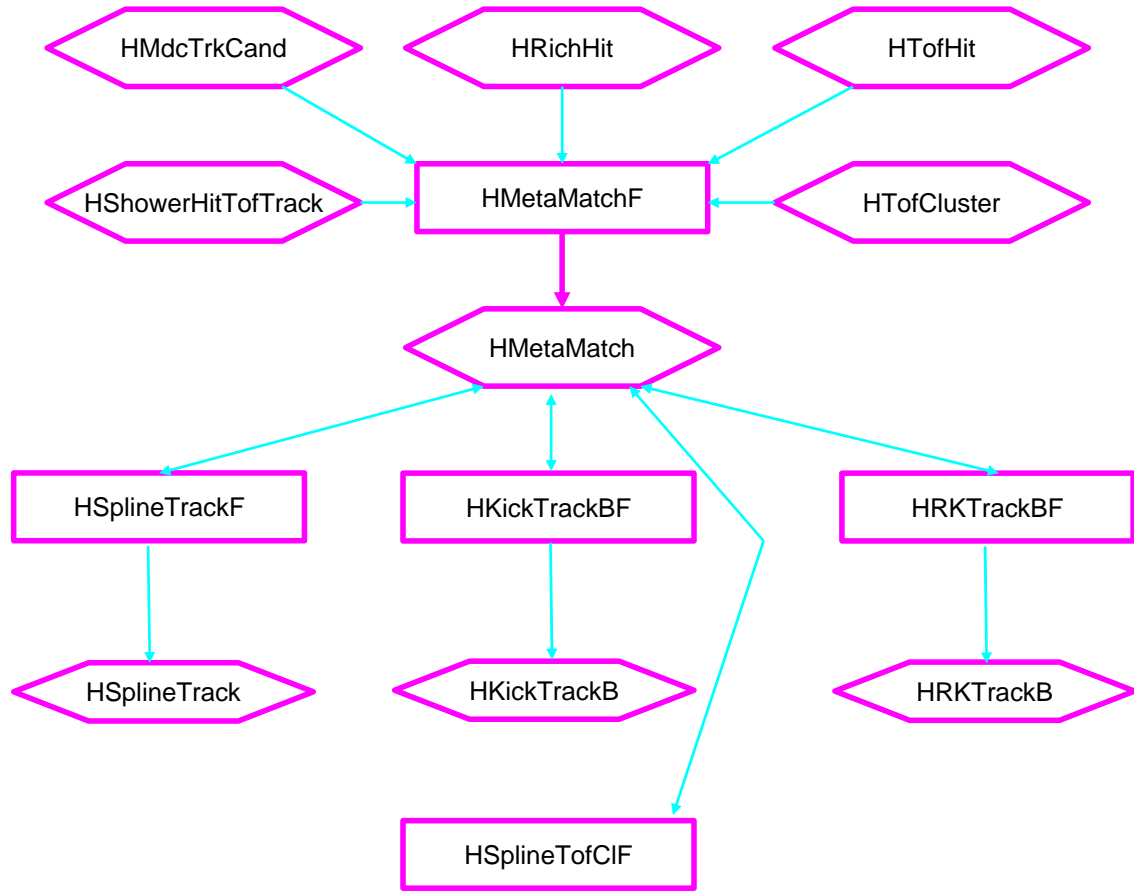 HMdcTrkCand
HRichHit
HTofHit
HShowerHitTofTrack
HMetaMatchF
HTofCluster
HMetaMatch
HSplineTrackF
HKickTrackBF
HRKTrackBF
HSplineTrack
HKickTrackB
HRKTrackB
HSplineTofClF